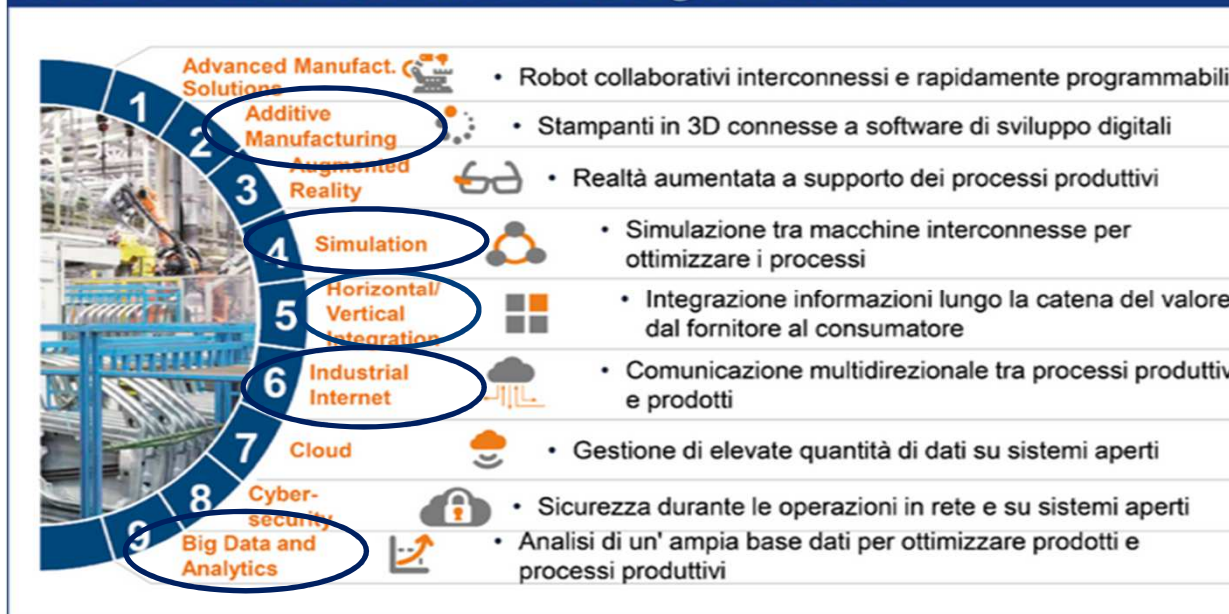 1
Advanced Manufact.
Solutions
• Robot collaborativi interconnessi e rapidamente programmabili
2
Additive
Manufacturing
• Stampanti in 3D connesse a software di sviluppo digitali
3
Augmented
Reality
• Realtà aumentata a supporto dei processi produttivi
4
Simulation
• Simulazione tra macchine interconnesse per
ottimizzare i processi
5
Horizontal/
Vertical
Integration
• Integrazione informazioni lungo la catena del valore
dal fornitore al consumatore
6
Industrial
Internet
• Comunicazione multidirezionale tra processi produttiv
e prodotti
7
Cloud
• Gestione di elevate quantità di dati su sistemi aperti
8
Cyber-
security
• Sicurezza durante le operazioni in rete e su sistemi aperti
9
Big Data and
Analytics
• Analisi di un' ampia base dati per ottimizzare prodotti e
processi produttivi